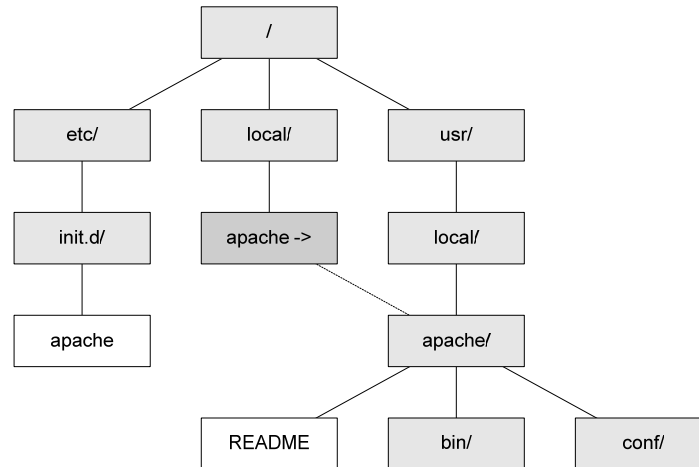 /
etc/
local/
usr/
init.d/
apache ->
local/
apache
apache/
README
bin/
conf/